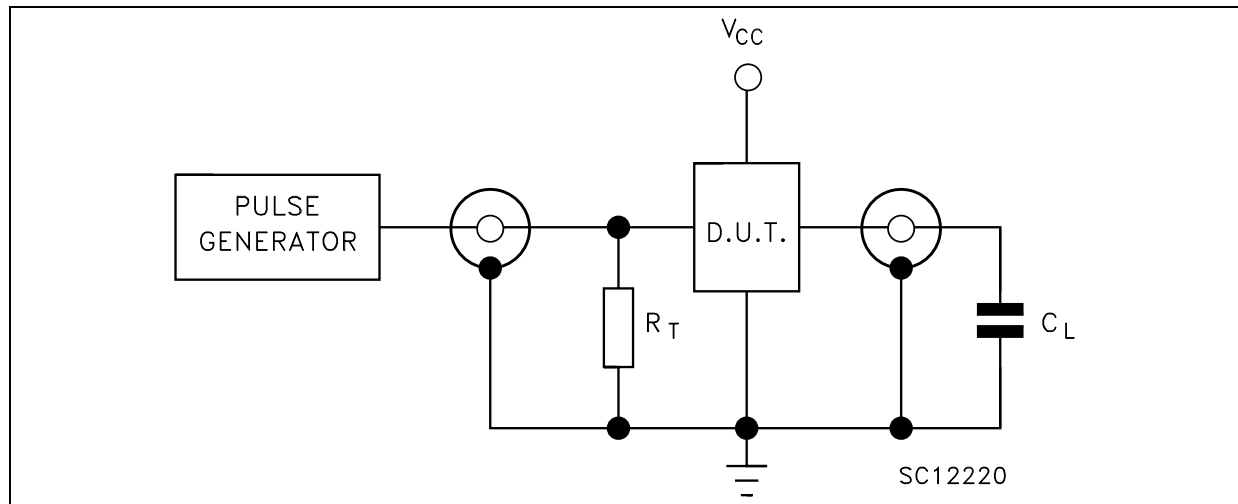 VCC
PULSE
GENERATOR
D.U.T.
RT
CL
SC12220